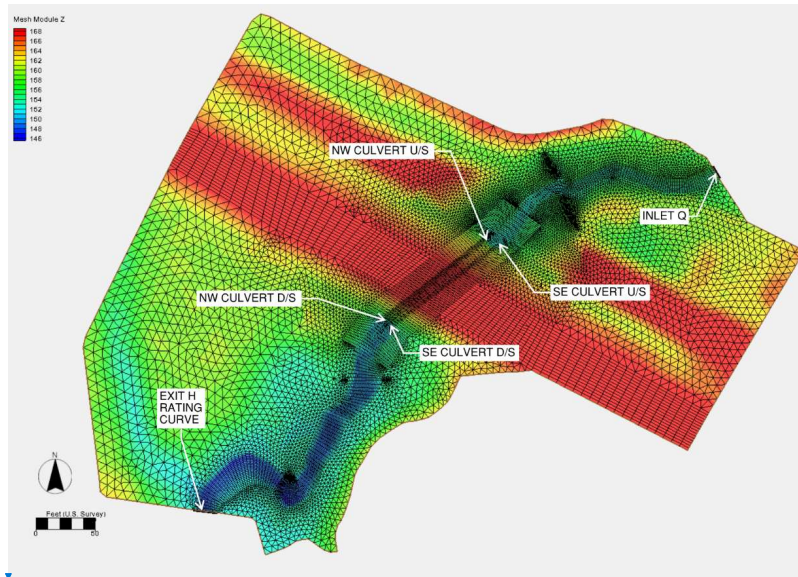 Mesh Module Z
168
166
164
162
160
158
156
154
152
150
148
146
NW CULVERT U/S
INLET Q
SE CULVERT U/S
NW CULVERT D/S
SE CULVERT D/S
EXIT H
RATING
CURVE
N
Feet (U.S. Survey)
0 50